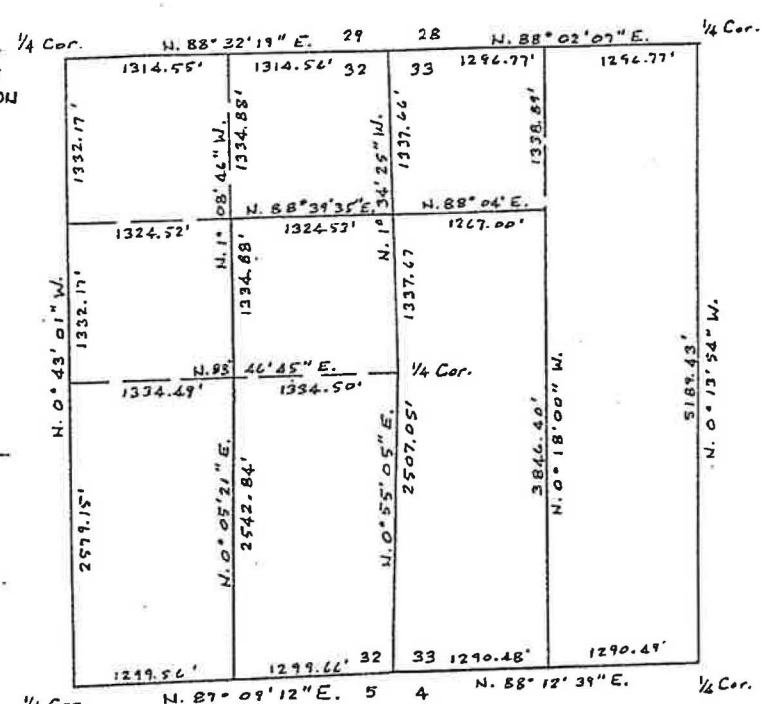 ¼ Cor. N. 88° 32' 19" E. 29 28 N. 88° 02' 07" E. ¼ Cor.
1314.55' 1314.56' 32 33 1296.77' 1296.77'
ON
1332.17' 1334.88' 1337.66' 1338.89'
N. 1° 08' 46" W.
N. 1° 34' 25" W.
N. 88° 39' 35" E. N. 88° 04' E.
1324.52' 1324.53' 1267.00'
1332.17' 1334.88' 1337.67
N. 0° 43' 01" W.
46' 45" E. ¼ Cor.
1334.49' 1334.50'
N. 0° 13' 54" W.
5189.43'
N. 0° 18' 00" W.
3846.40'
2507.05'
N. 0° 55' 05" E.
N. 0° 05' 21" E.
2542.84'
2579.15'
1299.66' 32 33 1290.48' 1290.49'
N. 87° 09' 12" E. 5 4 N. 88° 12' 39" E. ¼ Cor.
¼ Cor.